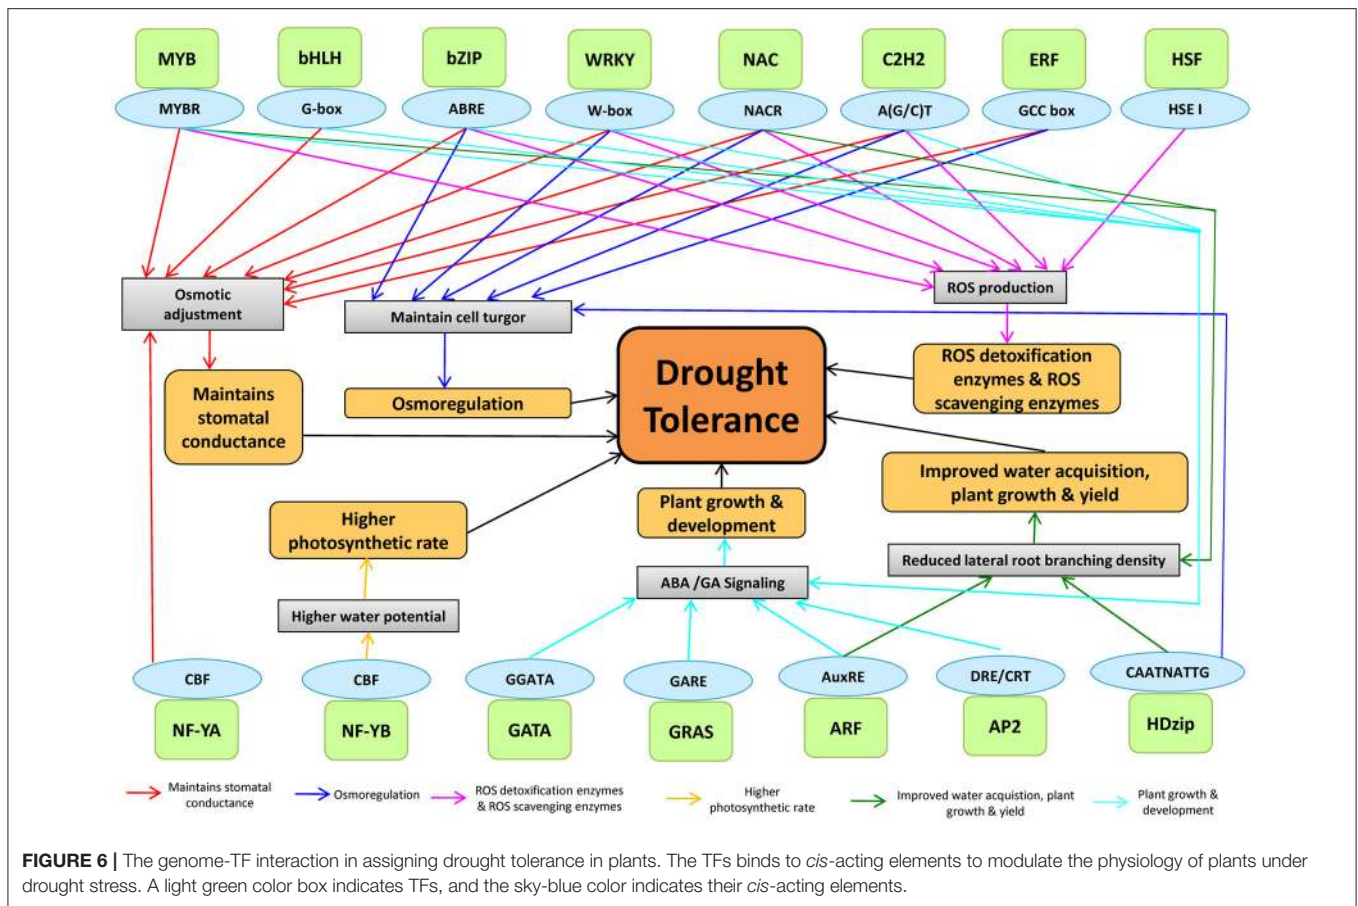 MYB
bHLH
bZIP
WRKY
NAC
C2H2
ERF
HSF
MYBR
G-box
ABRE
W-box
NACR
A(G/C)T
GCC box
HSE I
Osmotic
adjustment
Maintain cell turgor
ROS production
Maintains
stomatal
conductance
Osmoregulation
Drought
Tolerance
ROS detoxification
enzymes & ROS
scavenging enzymes
Higher
photosynthetic rate
Plant growth &
development
Improved water acquisition,
plant growth & yield
Reduced lateral root branching density
Higher water potential
ABA /GA Signaling
CBF
CBF
GGATA
GARE
AuxRE
DRE/CRT
CAATNATTG
NF-YA
NF-YB
GATA
GRAS
ARF
AP2
HDzip
Maintains stomatal
conductance
Osmoregulation
ROS detoxification enzymes
& ROS scavenging enzymes
Higher
photosynthetic rate
Improved water acquistion, plant
growth & yield
Plant growth &
development
FIGURE 6 | The genome-TF interaction in assigning drought tolerance in plants. The TFs binds to cis-acting elements to modulate the physiology of plants under
drought stress. A light green color box indicates TFs, and the sky-blue color indicates their cis-acting elements.